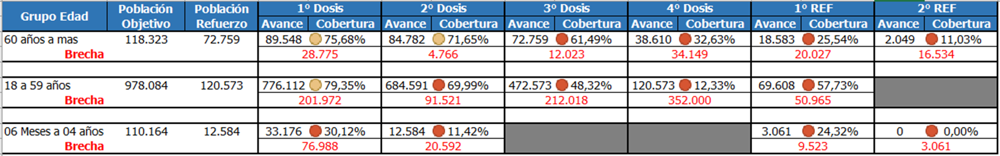 Grupo Edad Población Objetivo Población Refuerzo 1º Dosis 2º Dosis 3º Dosis 4º Dosis 1º REF 2º REF
Avance Cobertura Avance Cobertura Avance Cobertura Avance Cobertura Avance Cobertura Avance Cobertura
60 años a mas 118.323 72.759 89.548 75,68% 84.782 71,65% 72.759 61,49% 38.610 32,63% 18.583 25,54% 2.049 11,03%
Brecha 28.775 4.766 12.023 34.149 20.027 16.534
18 a 59 años 978.084 120.573 776.112 79,35% 684.591 69,99% 472.573 48,32% 120.573 12,33% 69.608 57,73%
Brecha 201.972 91.521 212.018 352.000 50.965
06 Meses a 04 años 110.164 12.584 33.176 30,12% 12.584 11,42% 3.061 24,32% 0 0,00%
Brecha 76.988 20.592 9.523 3.061